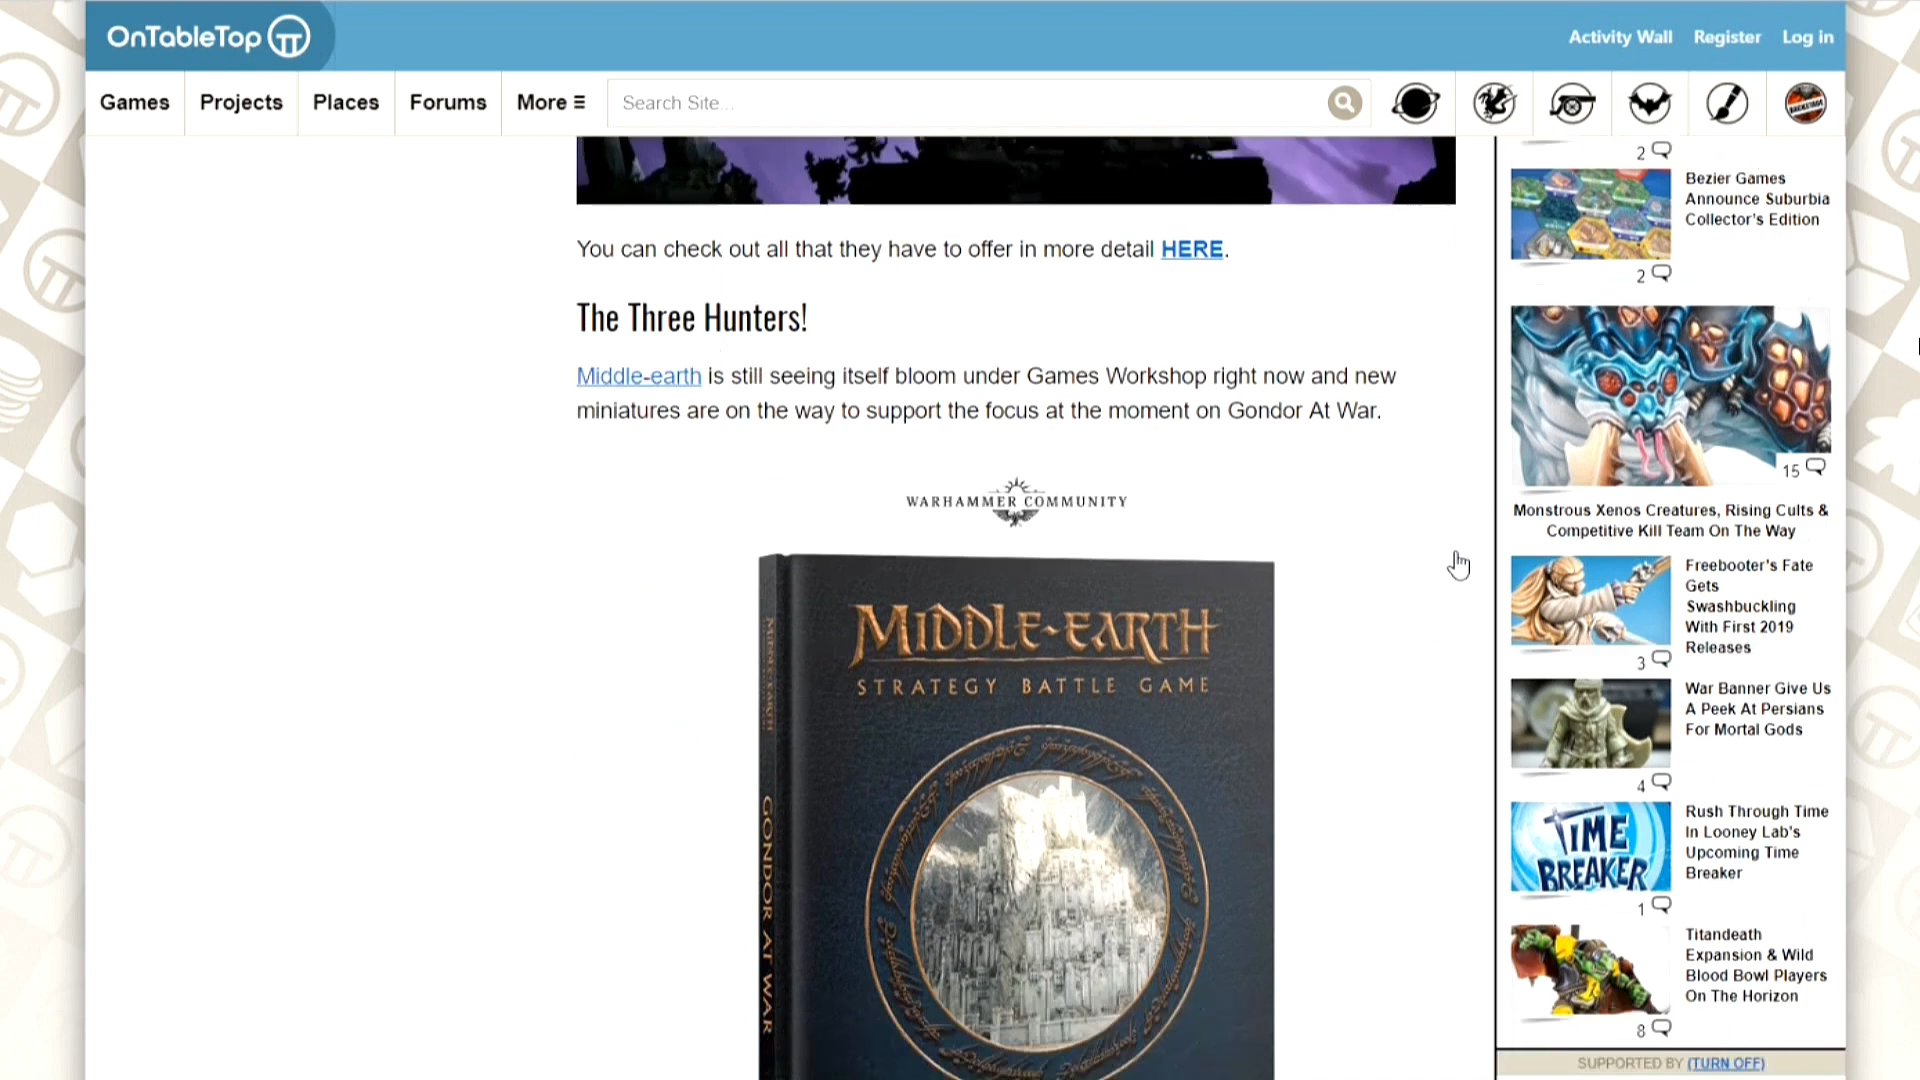 OnTableTop
Activity Wall Register Log in
Games Projects Places Forums More
Search Site...
BACKSTAGE
2
Bezier Games
Announce Suburbia
Collector's Edition
2
You can check out all that they have to offer in more detail HERE.
The Three Hunters!
Middle-earth is still seeing itself bloom under Games Workshop right now and new
miniatures are on the way to support the focus at the moment on Gondor At War.
WARHAMMER COMMUNITY
MIDDLE-EARTH
STRATEGY BATTLE GAME
GONDOR AT WAR
15
Monstrous Xenos Creatures, Rising Cults &
Competitive Kill Team On The Way
Freebooter's Fate
Gets
Swashbuckling
With First 2019
Releases
3
War Banner Give Us
A Peek At Persians
For Mortal Gods
4
TIME
BREAKER
Rush Through Time
In Looney Lab's
Upcoming Time
Breaker
1
Titandeath
Expansion & Wild
Blood Bowl Players
On The Horizon
8
SUPPORTED BY (TURN OFF)